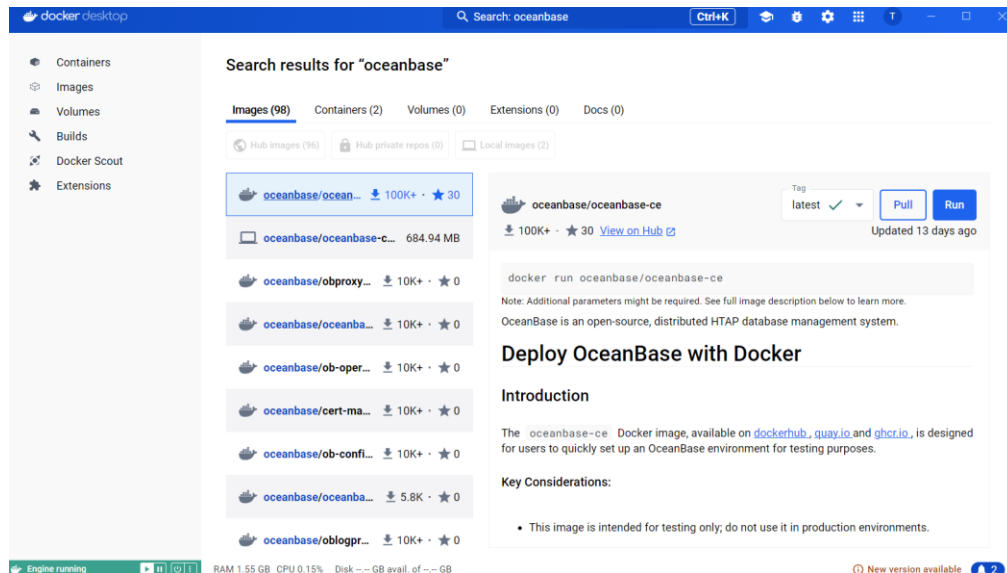 docker desktop
Search: oceanbase
Ctrl+K
T
Containers
Images
Volumes
Builds
Docker Scout
Extensions
Search results for “oceanbase”
Images (98) Containers (2) Volumes (0) Extensions (0) Docs (0)
Hub images (96) Hub private repos (0) Local images (2)
oceanbase/ocean... 100K+ · 30
oceanbase/oceanbase-c... 684.94 MB
oceanbase/obproxy... 10K+ · 0
oceanbase/oceanba... 10K+ · 0
oceanbase/ob-oper... 10K+ · 0
oceanbase/cert-ma... 10K+ · 0
oceanbase/ob-confi... 10K+ · 0
oceanbase/oceanba... 5.8K · 0
oceanbase/oblogpr... 10K+ · 0
oceanbase/oceanbase-ce
100K+ · 30 View on Hub
Tag
latest
Pull
Run
Updated 13 days ago
docker run oceanbase/oceanbase-ce
Note: Additional parameters might be required. See full image description below to learn more.
OceanBase is an open-source, distributed HTAP database management system.
Deploy OceanBase with Docker
Introduction
The oceanbase-ce Docker image, available on dockerhub , quay.io and ghcr.io , is designed
for users to quickly set up an OceanBase environment for testing purposes.
Key Considerations:
• This image is intended for testing only; do not use it in production environments.
Engine running
RAM 1.55 GB CPU 0.15% Disk --.-- GB avail. of --.-- GB
New version available
2